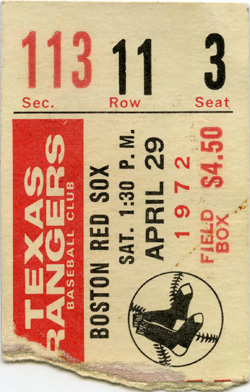 113 11 3
Sec. Row Seat
TEXAS
RANGERS
BASEBALL CLUB
BOSTON RED SOX
SAT. 1:30 P.M.
APRIL 29
1972
FIELD
BOX
$4.50